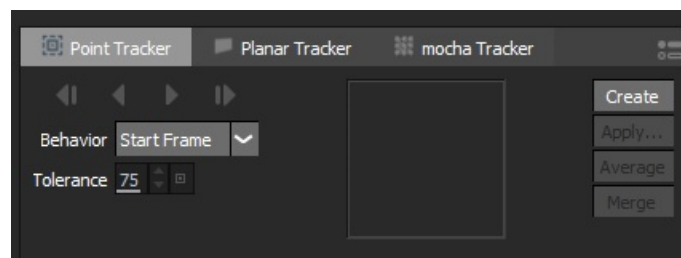 Point Tracker Planar Tracker mocha Tracker
Create
Behavior Start Frame Apply...
Tolerance 75 Average
Merge